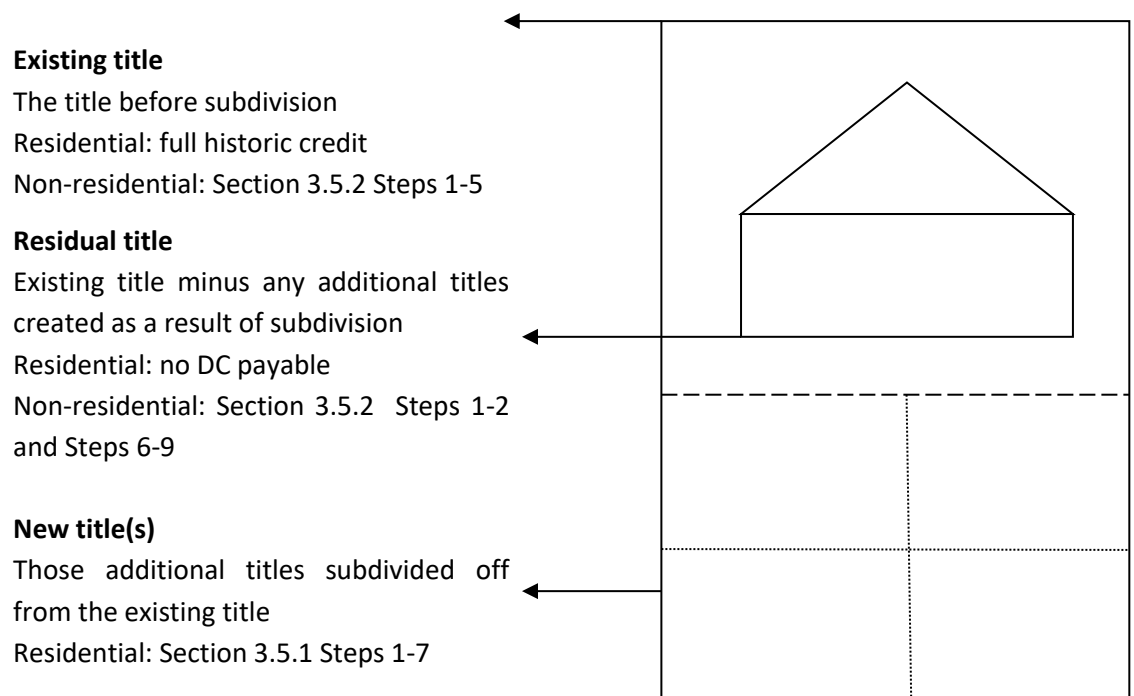 Existing title
The title before subdivision
Residential: full historic credit
Non-residential: Section 3.5.2 Steps 1-5
Residual title
Existing title minus any additional titles
created as a result of subdivision
Residential: no DC payable
Non-residential: Section 3.5.2 Steps 1-2
and Steps 6-9
New title(s)
Those additional titles subdivided off
from the existing title
Residential: Section 3.5.1 Steps 1-7